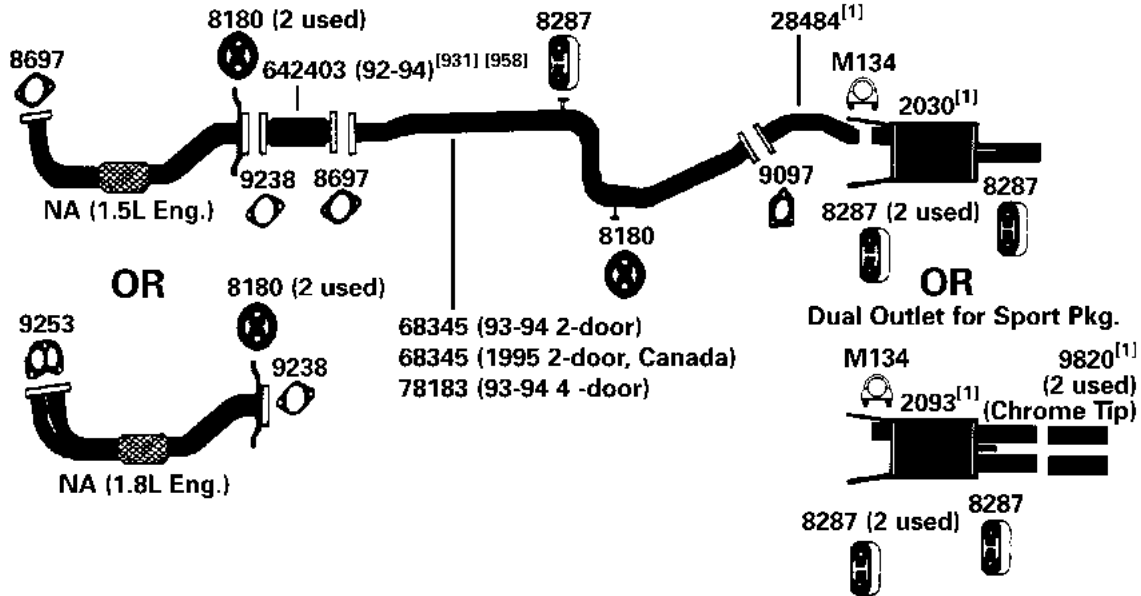 8180 (2 used)
8287
28484[1]
8697
642403 (92-94)[931] [958]
M134
2030[1]
9238
8697
9097
8287
NA (1.5L Eng.)
8287 (2 used)
8180
OR
8180 (2 used)
OR
Dual Outlet for Sport Pkg.
9253
68345 (93-94 2-door)
68345 (1995 2-door, Canada)
78183 (93-94 4 -door)
9238
M134
9820[1]
(2 used)
2093[1]
(Chrome Tip)
NA (1.8L Eng.)
8287 (2 used)
8287